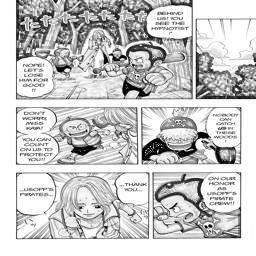 BEHIND
US! YOU
SEE THE
HYPNOTIST
?
NOPE!
LET'S
LOSE
HIM FOR
GOOD
!!
NOBODY
CAN
CATCH
US IN
THESE
WOODS
DON'T
WORRY,
MISS
KAYA!
YOU CAN
COUNT
ON US TO
PROTECT
YOU!!
ON OUR
HONOR
AS
USOPP'S
PIRATE
CREW!!
THANK
YOU...
...USOPP'S
PIRATES...